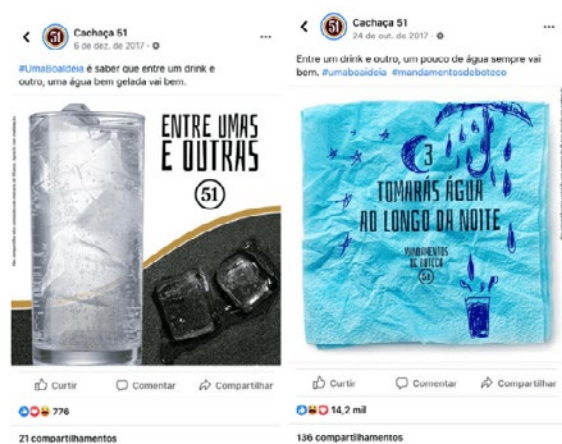 Cachaça 51
6 de dez. de 2017 ·
#UmaBoaIdeia é saber que entre um drink e
outro, uma água bem gelada vai bem.
ENTRE UMAS
E OUTRAS
51
Curtir Comentar Compartilhar
776
21 compartilhamentos
Cachaça 51
24 de out. de 2017 ·
Entre um drink e outro, um pouco de água sempre vai
bem. #umaboaideia #mandamentosdeboteco
3
TOMARÁS ÁGUA
AO LONGO DA NOITE
MANDAMENTOS
DE BOTECO
51
Curtir Comentar Compartilhar
14,2 mil
136 compartilhamentos